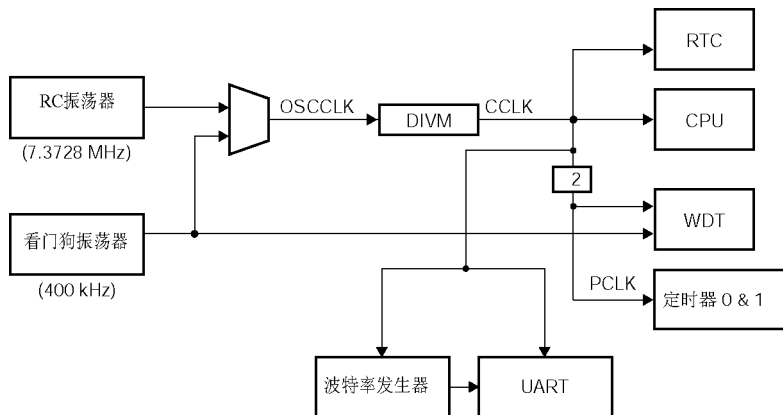 RTC
RC振荡器
OSCCLK
DIVM
CCLK
CPU
(7.3728 MHz)
2
看门狗振荡器
WDT
(400 kHz)
PCLK
定时器 0 & 1
波特率发生器
UART